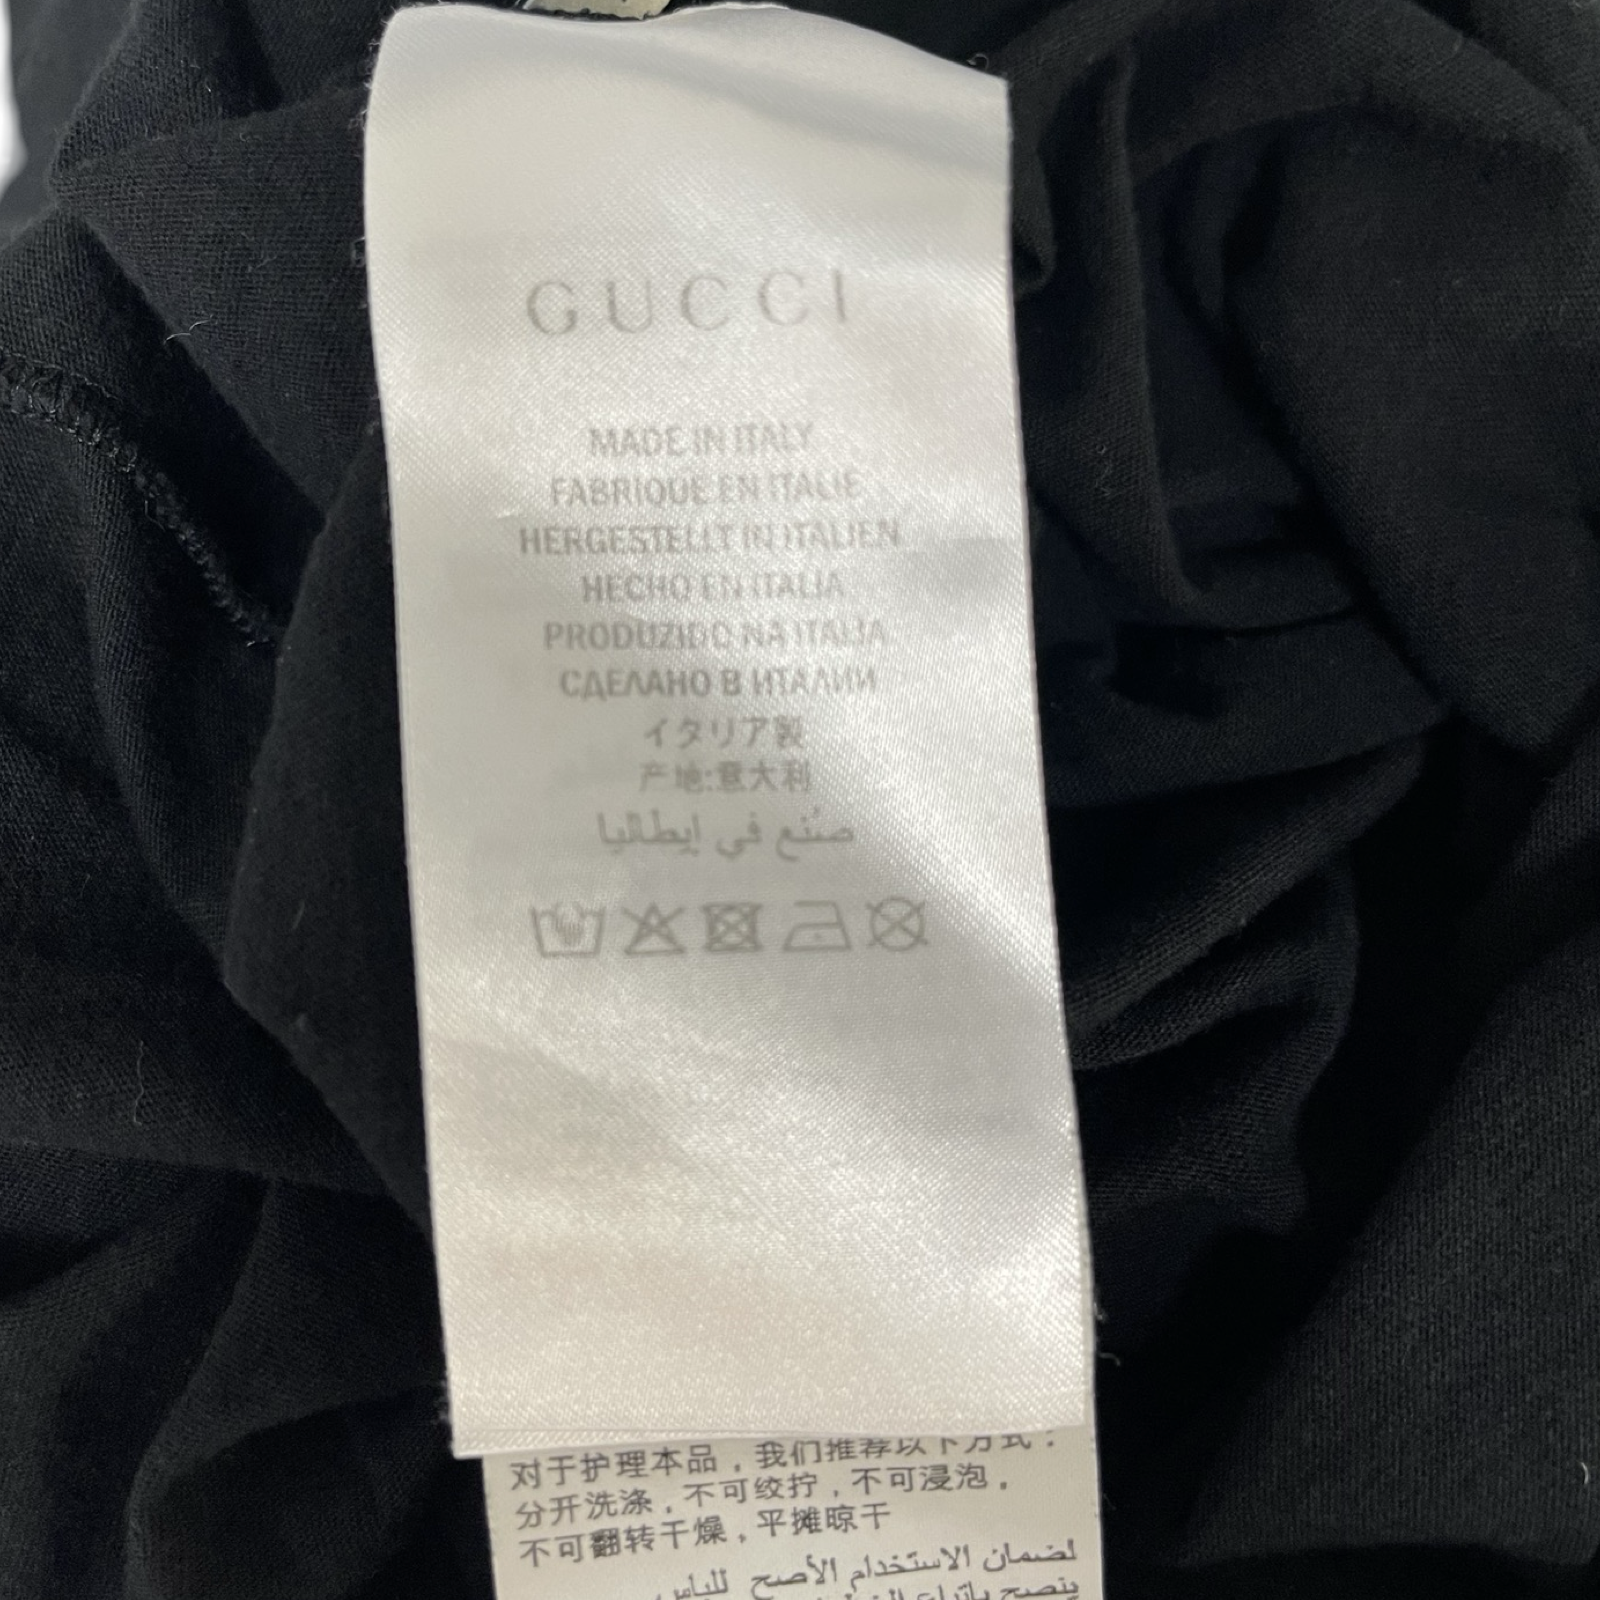 GUCCI
MADE IN ITALY
FABRIQUE EN ITALIE
HERGESTELLT IN ITALIEN
HECHO EN ITALIA
PRODUZIDO NA ITALIA
СДЕЛАНО В ИТАЛИИ
イタリア製
产地:意大利
صُنع في إيطاليا
对于护理本品，我们推荐以下方式：
分开洗涤，不可绞拧，不可浸泡，
不可翻转干燥，平摊晾干
لضمان الاستخدام الأصح للباس
ينصح